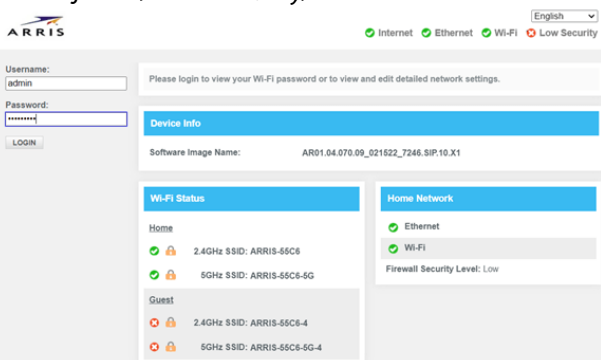 ARRIS
English
Internet Ethernet Wi-Fi Low Security
Username:
admin
Password:
LOGIN
Please login to view your Wi-Fi password or to view and edit detailed network settings.
Device Info
Software Image Name: AR01.04.070.09_021522_7246.SIP.10.X1
Wi-Fi Status
Home
2.4GHz SSID: ARRIS-55C6
5GHz SSID: ARRIS-55C6-5G
Guest
2.4GHz SSID: ARRIS-55C6-4
5GHz SSID: ARRIS-55C6-5G-4
Home Network
Ethernet
Wi-Fi
Firewall Security Level: Low